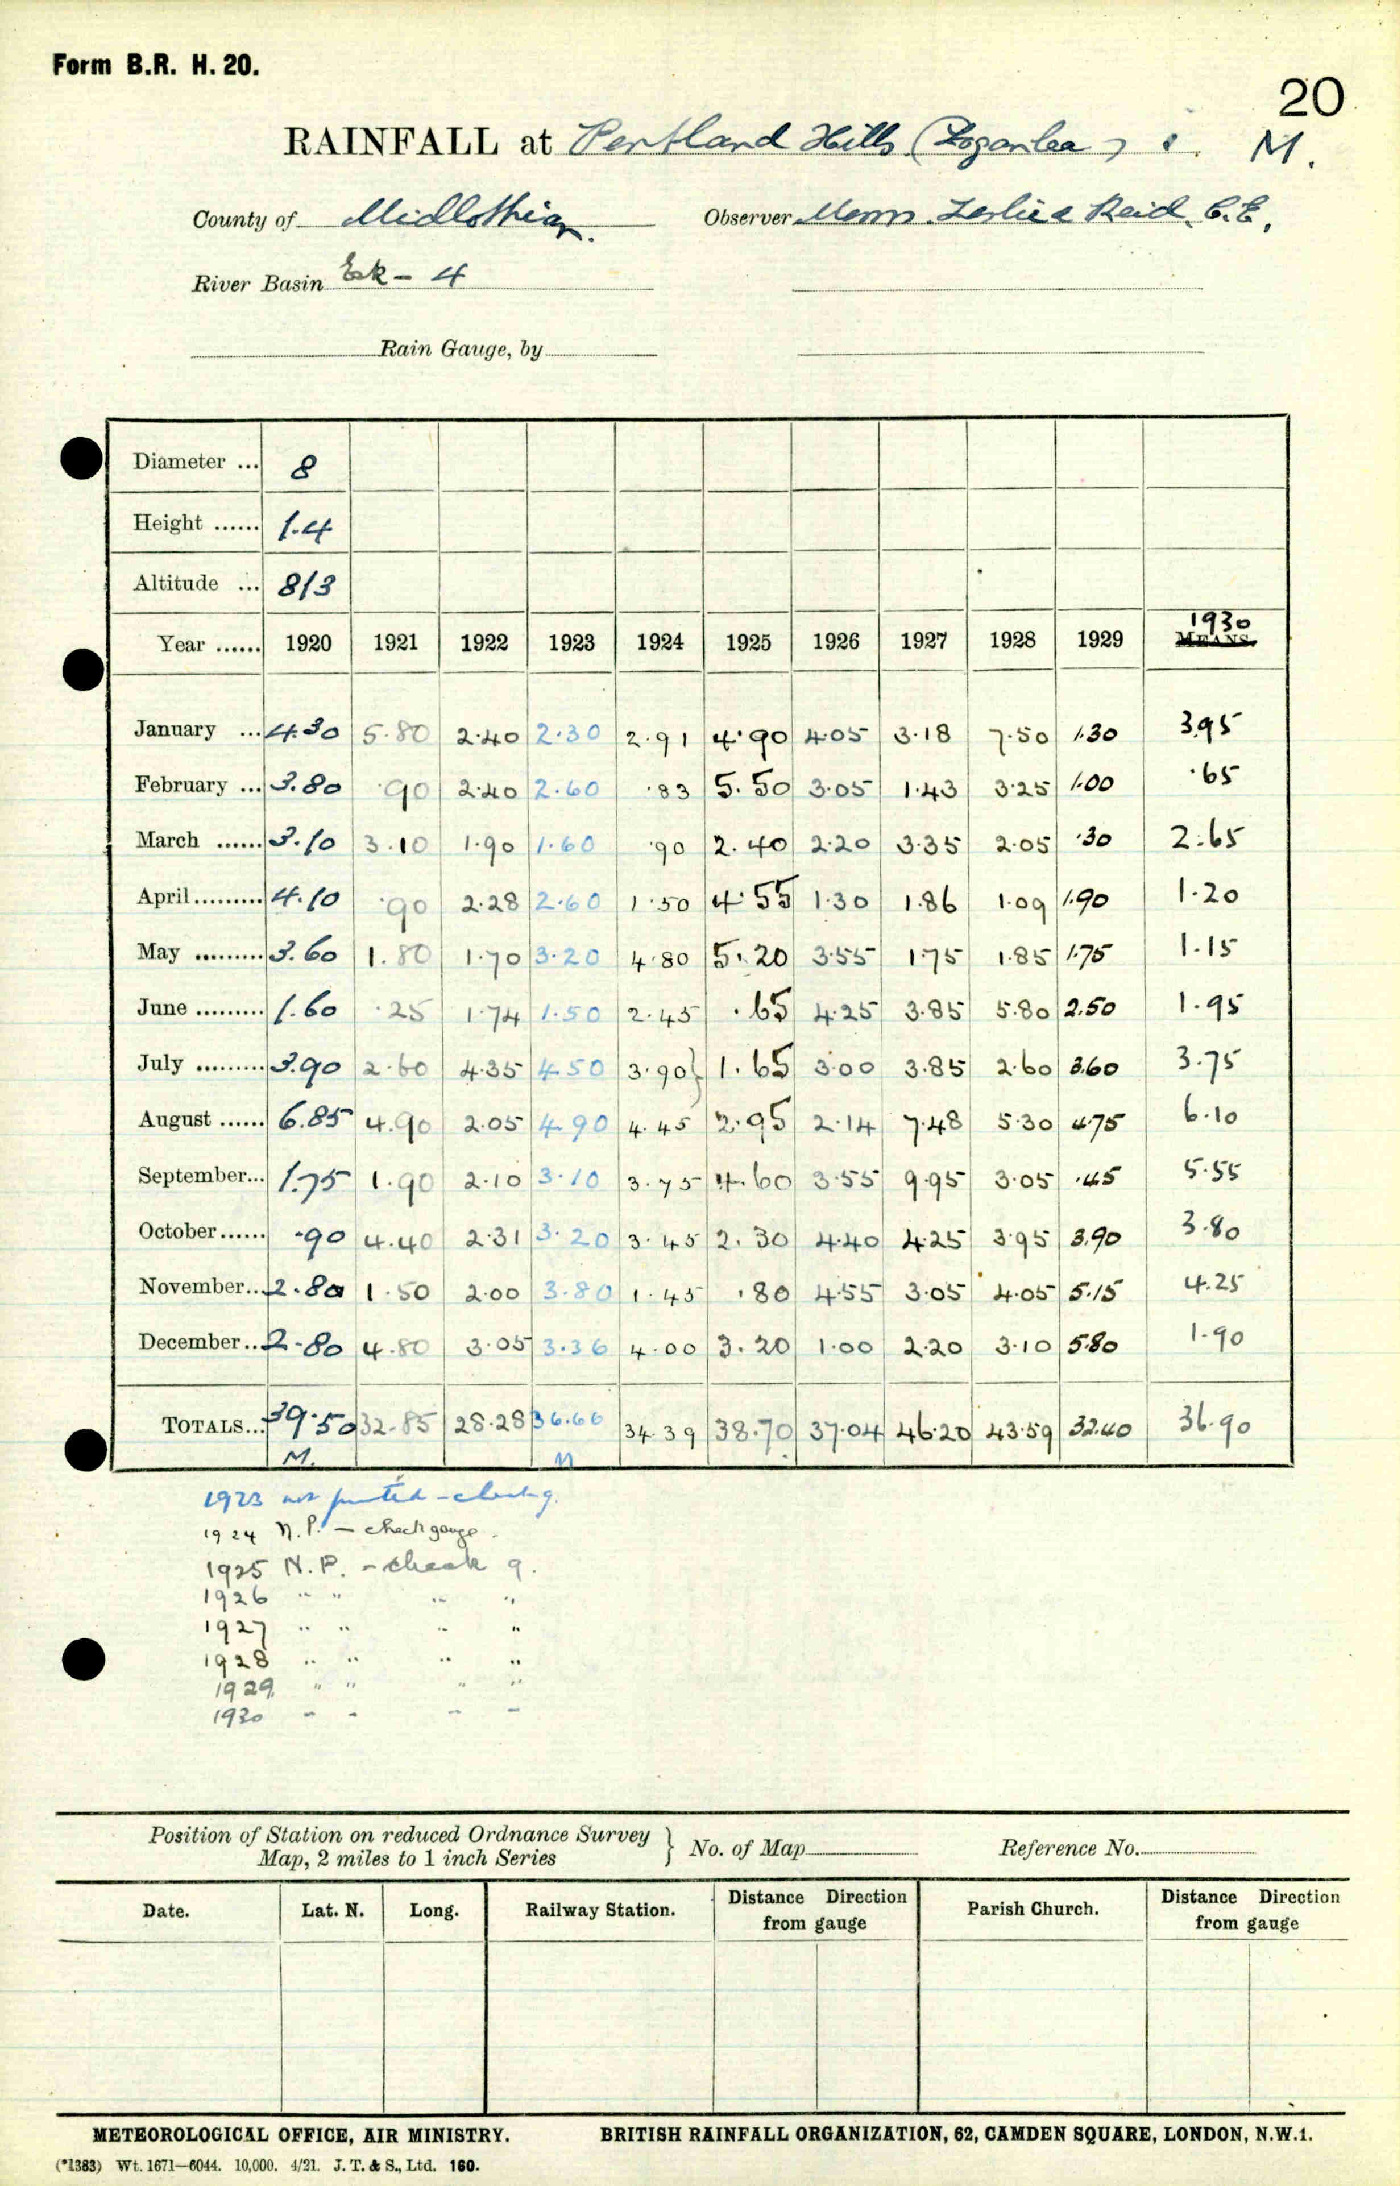 Form B.R. H. 20.
20
RAINFALL at Pentland Hills (Loganlea) M.
County of Midlothian. Observer Messrs. Leslie & Reid, C.E.,
River Basin Esk - 4
Rain Gauge, by
Diameter ... 8
Height ...... 1.4
Altitude ... 813
Year ...... 1920 1921 1922 1923 1924 1925 1926 1927 1928 1929 1930 MEANS.
January ... 4.30 5.80 2.40 2.30 2.91 4.90 4.05 3.18 7.50 1.30 3.95
February ... 3.80 .90 2.40 2.60 .83 5.50 3.05 1.43 3.25 1.00 .65
March ...... 3.10 3.10 1.90 1.60 .90 2.40 2.20 3.35 2.05 .30 2.65
April ......... 4.10 .90 2.28 2.60 1.50 4.55 1.30 1.86 1.09 1.90 1.20
May ......... 3.60 1.80 1.70 3.20 4.80 5.20 3.55 1.75 1.85 1.75 1.15
June ......... 1.60 .25 1.74 1.50 2.45 .65 4.25 3.85 5.80 2.50 1.95
July ......... 3.90 2.60 4.35 4.50 3.90} 1.65 3.00 3.85 2.60 3.60 3.75
August ...... 6.85 4.90 2.05 4.90 4.45 2.95 2.14 7.48 5.30 4.75 6.10
September... 1.75 1.90 2.10 3.10 3.75 4.60 3.55 9.95 3.05 .45 5.55
October ...... .90 4.40 2.31 3.20 3.45 2.30 4.40 4.25 3.95 3.90 3.80
November... 2.80 1.50 2.00 3.80 1.45 .80 4.55 3.05 4.05 5.15 4.25
December... 2.80 4.80 3.05 3.36 4.00 3.20 1.00 2.20 3.10 5.80 1.90
TOTALS... 39.50 32.85 28.28 36.66 34.39 38.70 37.04 46.20 43.59 32.40 36.90
M. n
1923 not printed - check g.
1924 N.P. - check gauge.
1925 N.P. - check g.
1926 " " " "
1927 " " " "
1928 " " " "
1929 " " " "
1930 " " " "
Position of Station on reduced Ordnance Survey Map, 2 miles to 1 inch Series } No. of Map Reference No.
Date. Lat. N. Long. Railway Station. Distance Direction from gauge Parish Church. Distance Direction from gauge
METEOROLOGICAL OFFICE, AIR MINISTRY. BRITISH RAINFALL ORGANIZATION, 62, CAMDEN SQUARE, LONDON, N.W.1.
(*1383) Wt. 1671—6044. 10,000. 4/21. J. T. & S., Ltd. 160.